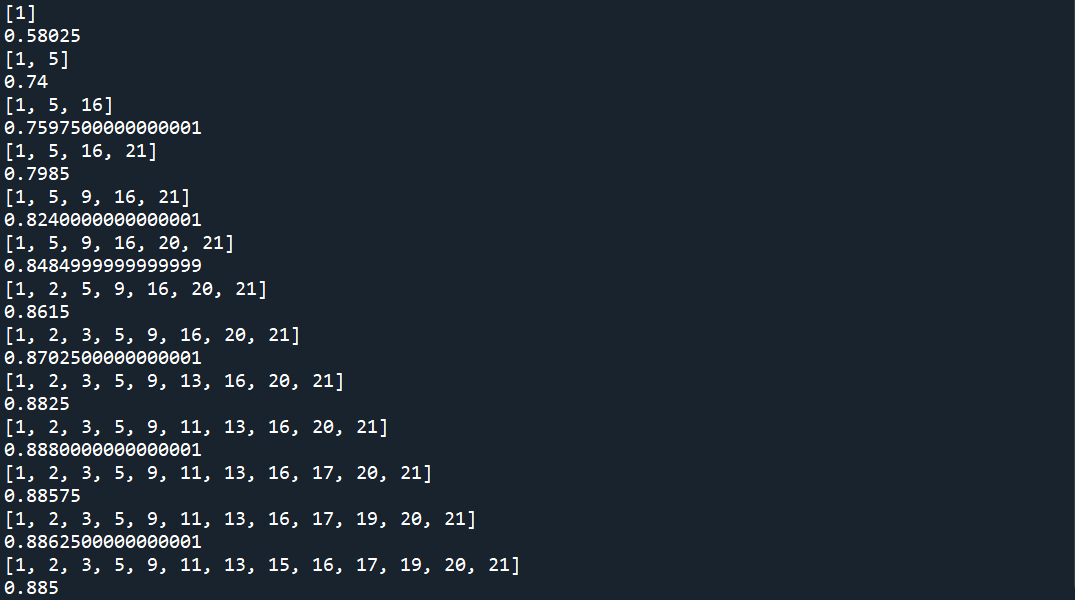 [1]
0.58025
[1, 5]
0.74
[1, 5, 16]
0.7597500000000001
[1, 5, 16, 21]
0.7985
[1, 5, 9, 16, 21]
0.8240000000000001
[1, 5, 9, 16, 20, 21]
0.8484999999999999
[1, 2, 5, 9, 16, 20, 21]
0.8615
[1, 2, 3, 5, 9, 16, 20, 21]
0.8702500000000001
[1, 2, 3, 5, 9, 13, 16, 20, 21]
0.8825
[1, 2, 3, 5, 9, 11, 13, 16, 20, 21]
0.8880000000000001
[1, 2, 3, 5, 9, 11, 13, 16, 17, 20, 21]
0.88575
[1, 2, 3, 5, 9, 11, 13, 16, 17, 19, 20, 21]
0.8862500000000001
[1, 2, 3, 5, 9, 11, 13, 15, 16, 17, 19, 20, 21]
0.885